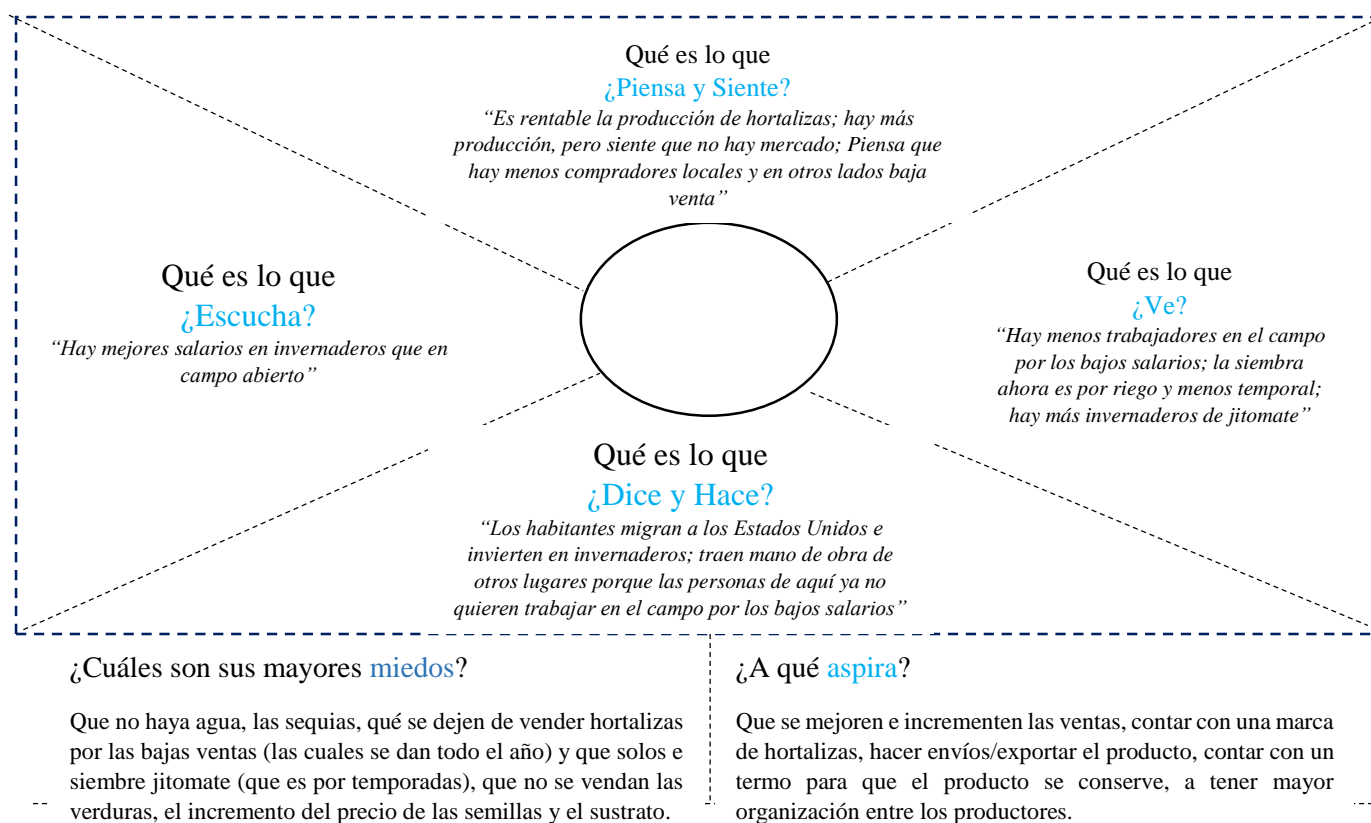 Qué es lo que
¿Piensa y Siente?
“Es rentable la producción de hortalizas; hay más
producción, pero siente que no hay mercado; Piensa que
hay menos compradores locales y en otros lados baja
venta”
Qué es lo que
¿Escucha?
“Hay mejores salarios en invernaderos que en
campo abierto”
Qué es lo que
¿Ve?
“Hay menos trabajadores en el campo
por los bajos salarios; la siembra
ahora es por riego y menos temporal;
hay más invernaderos de jitomate”
Qué es lo que
¿Dice y Hace?
“Los habitantes migran a los Estados Unidos e
invierten en invernaderos; traen mano de obra de
otros lugares porque las personas de aquí ya no
quieren trabajar en el campo por los bajos salarios”
¿Cuáles son sus mayores miedos?
Que no haya agua, las sequias, qué se dejen de vender hortalizas
por las bajas ventas (las cuales se dan todo el año) y que solos e
siembre jitomate (que es por temporadas), que no se vendan las
verduras, el incremento del precio de las semillas y el sustrato.
¿A qué aspira?
Que se mejoren e incrementen las ventas, contar con una marca
de hortalizas, hacer envíos/exportar el producto, contar con un
termo para que el producto se conserve, a tener mayor
organización entre los productores.